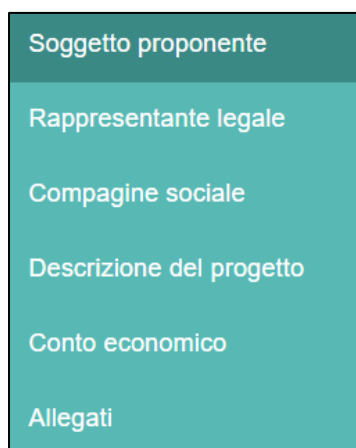 Soggetto proponente
Rappresentante legale
Compagine sociale
Descrizione del progetto
Conto economico
Allegati